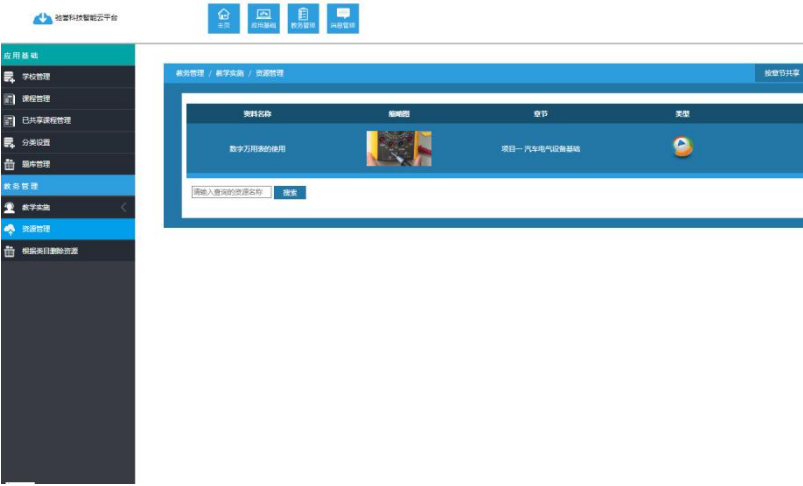 智能云平台
主页
应用基础
教务管理
消息管理
应用基础
学校管理
课程管理
已共享课程管理
分类设置
题库管理
教务管理
教学实施
资源管理
根据类目删除资源
教务管理 / 教学实施 / 资源管理
按章节共享
资料名称 缩略图 章节 类型
数字万用表的使用 项目一 汽车电气设备基础
请输入查询的资源名称 搜索